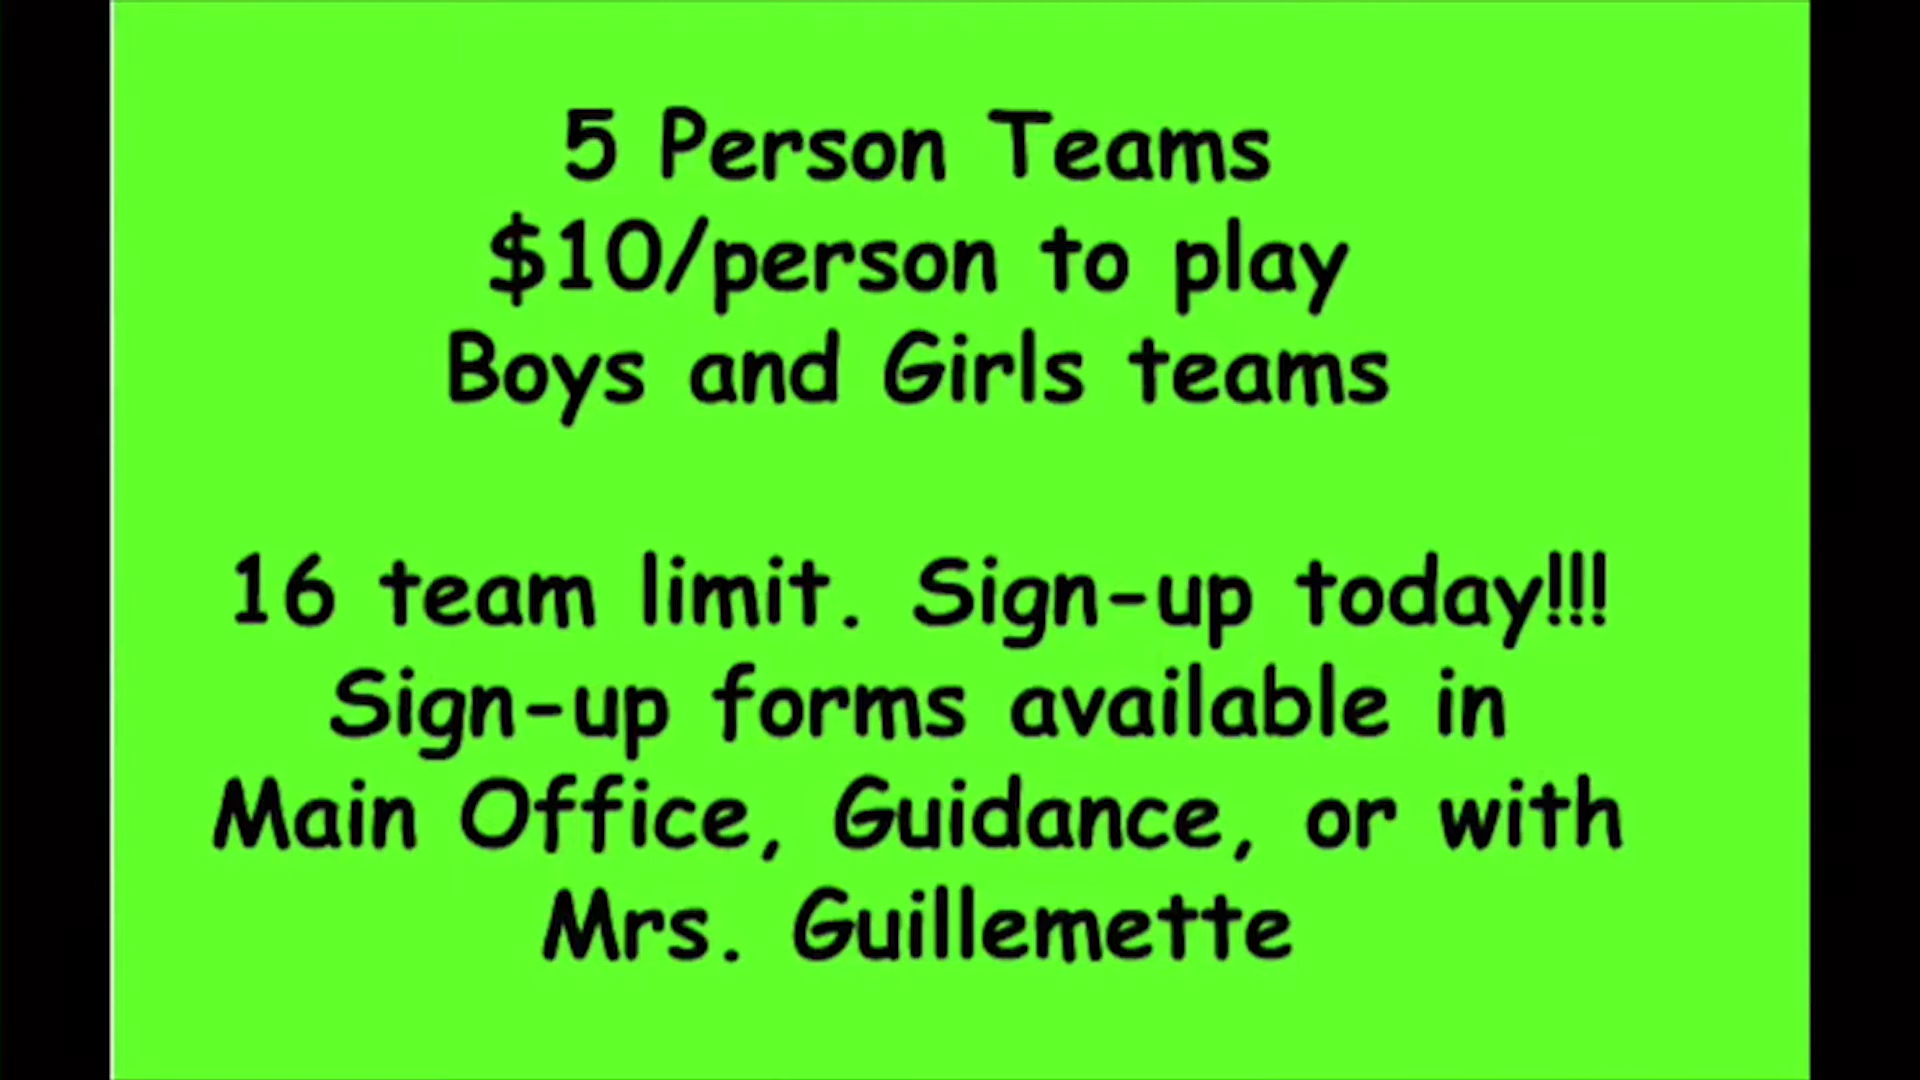 5 Person Teams
$10/person to play
Boys and Girls teams
16 team limit. Sign-up today!!!
Sign-up forms available in
Main Office, Guidance, or with
Mrs. Guillemette